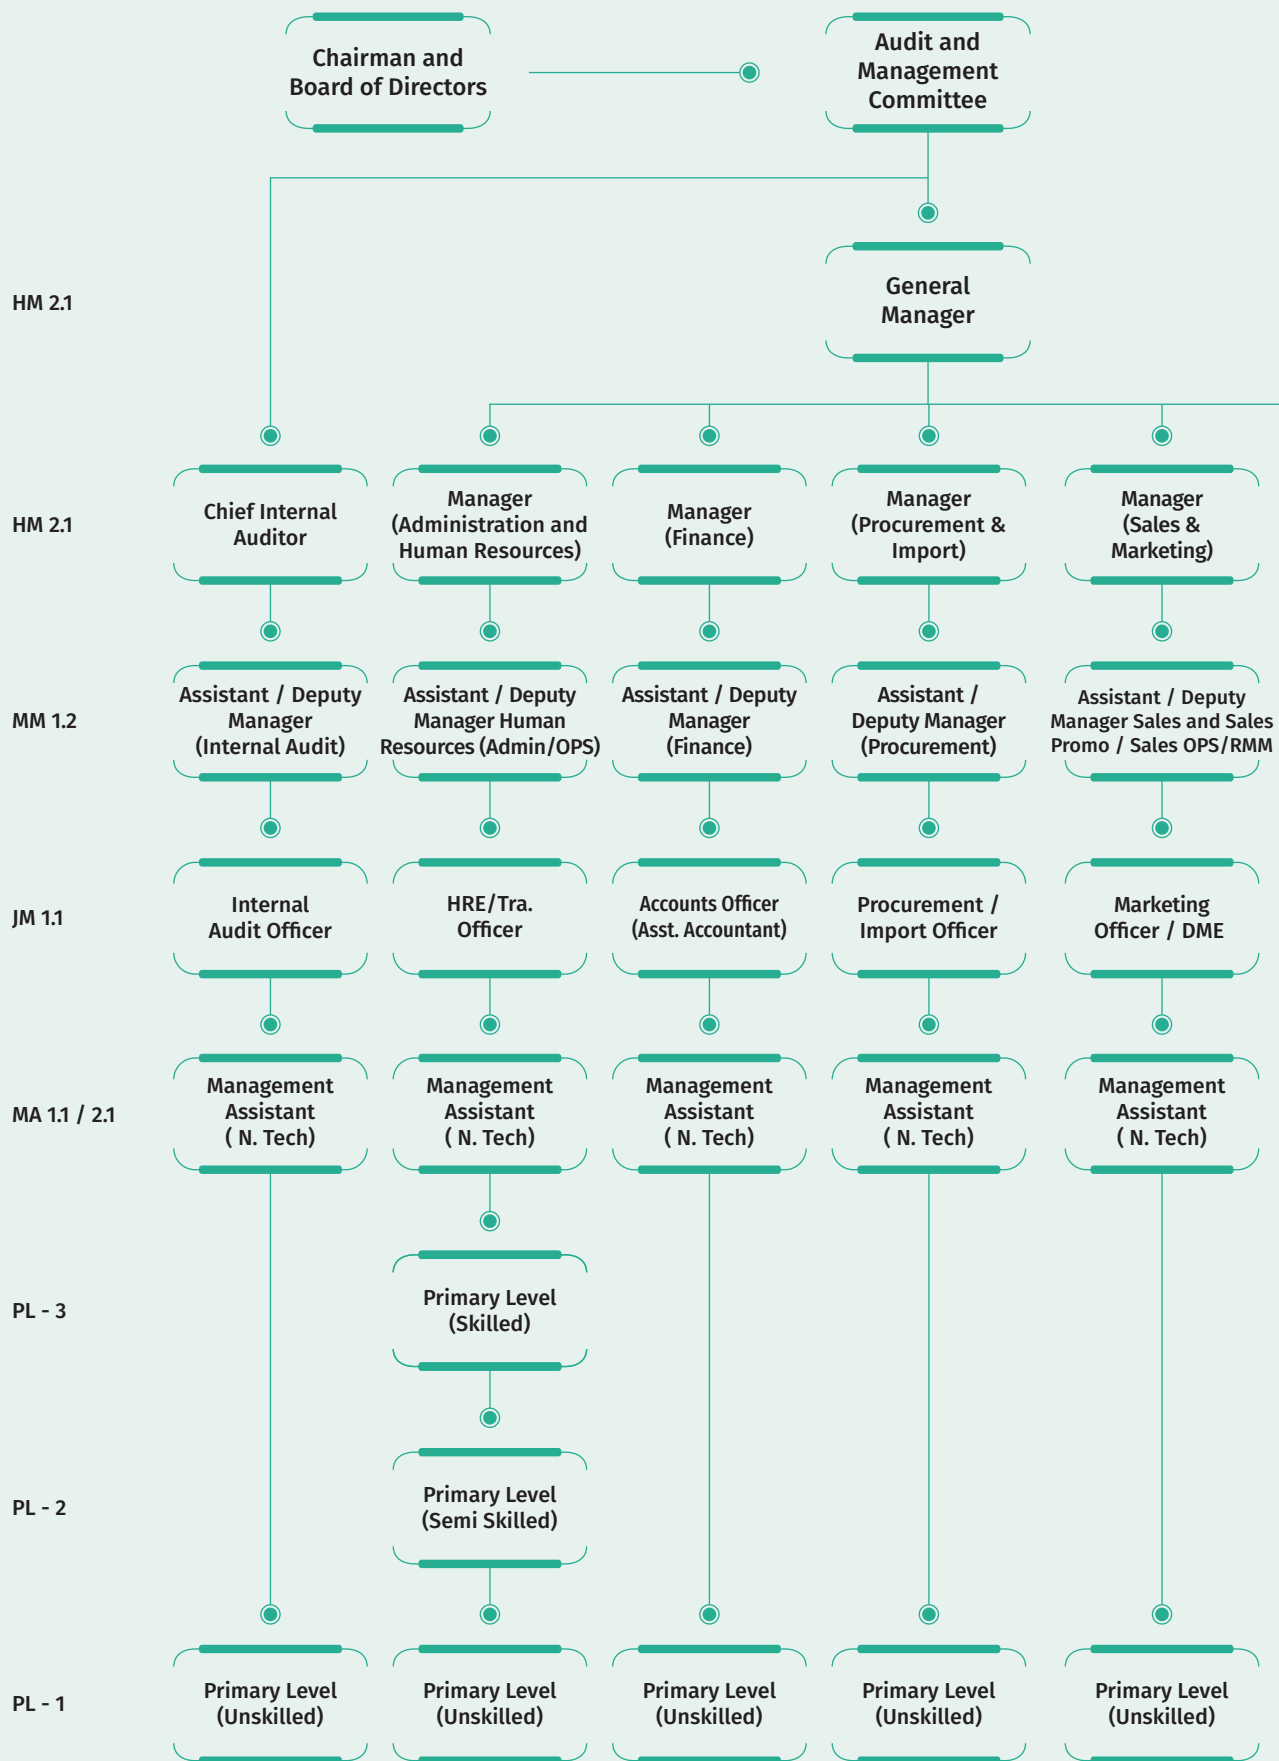 Chairman and
Board of Directors
Audit and
Management
Committee
HM 2.1
General
Manager
HM 2.1
Chief Internal
Auditor
Manager
(Administration and
Human Resources)
Manager
(Finance)
Manager
(Procurement &
Import)
Manager
(Sales &
Marketing)
MM 1.2
Assistant / Deputy
Manager
(Internal Audit)
Assistant / Deputy
Manager Human
Resources (Admin/OPS)
Assistant / Deputy
Manager
(Finance)
Assistant /
Deputy Manager
(Procurement)
Assistant / Deputy
Manager Sales and Sales
Promo / Sales OPS/RMM
JM 1.1
Internal
Audit Officer
HRE/Tra.
Officer
Accounts Officer
(Asst. Accountant)
Procurement /
Import Officer
Marketing
Officer / DME
MA 1.1 / 2.1
Management
Assistant
( N. Tech)
Management
Assistant
( N. Tech)
Management
Assistant
( N. Tech)
Management
Assistant
( N. Tech)
Management
Assistant
( N. Tech)
PL - 3
Primary Level
(Skilled)
PL - 2
Primary Level
(Semi Skilled)
PL - 1
Primary Level
(Unskilled)
Primary Level
(Unskilled)
Primary Level
(Unskilled)
Primary Level
(Unskilled)
Primary Level
(Unskilled)